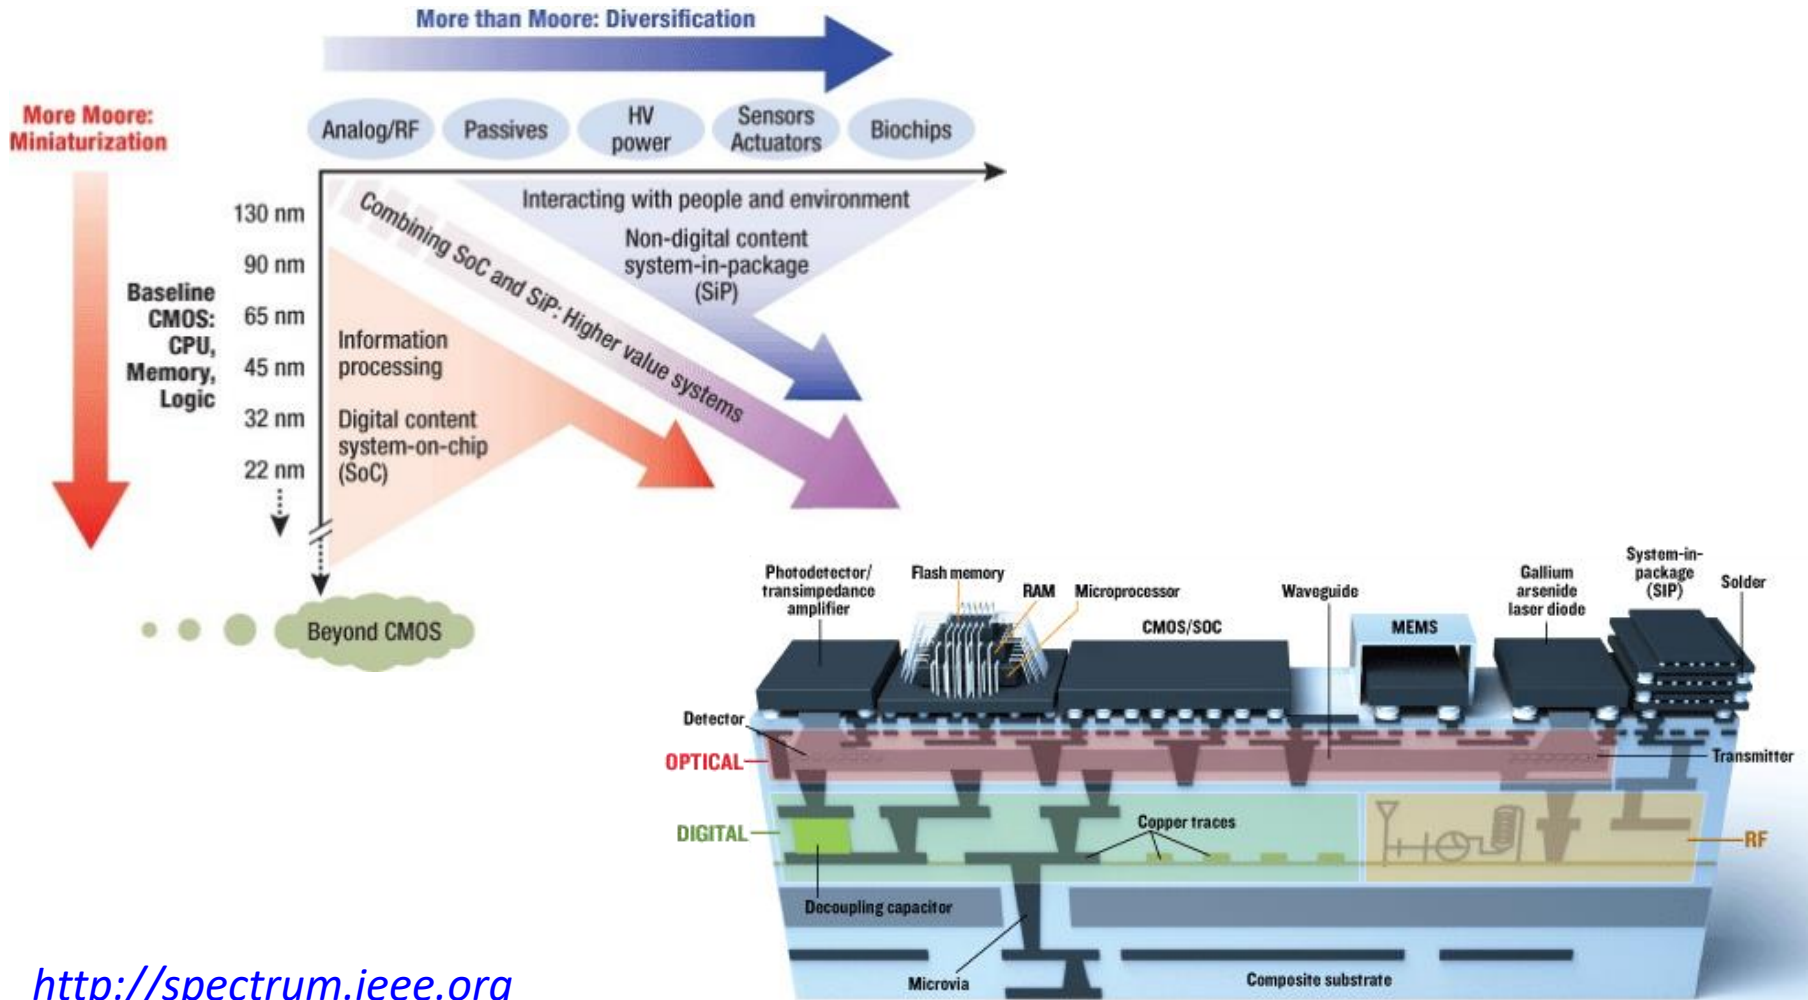 More than Moore: Diversification
More Moore:
Miniaturization
Analog/RF
Passives
HV
power
Sensors
Actuators
Biochips
130 nm
90 nm
65 nm
45 nm
32 nm
22 nm
Baseline
CMOS:
CPU,
Memory,
Logic
Interacting with people and environment
Non-digital content
system-in-package
(SiP)
Combining SoC and SiP: Higher value systems
Information
processing
Digital content
system-on-chip
(SoC)
Beyond CMOS
Photodetector/
transimpedance
amplifier
Flash memory
RAM
Microprocessor
CMOS/SOC
Waveguide
MEMS
Gallium
arsenide
laser diode
System-in-
package
(SIP)
Solder
Detector
OPTICAL
Transmitter
DIGITAL
Copper traces
RF
Decoupling capacitor
Microvia
Composite substrate
http://spectrum.ieee.org